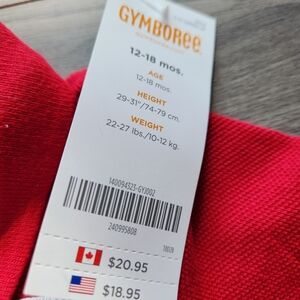 GYMBOREE
12-18 mos.
AGE
12-18 mos.
HEIGHT
29-31"/74-79 cm.
WEIGHT
22-27 lbs./10-12 kg.
140094323-GYI002
240995808
$20.95
$18.95